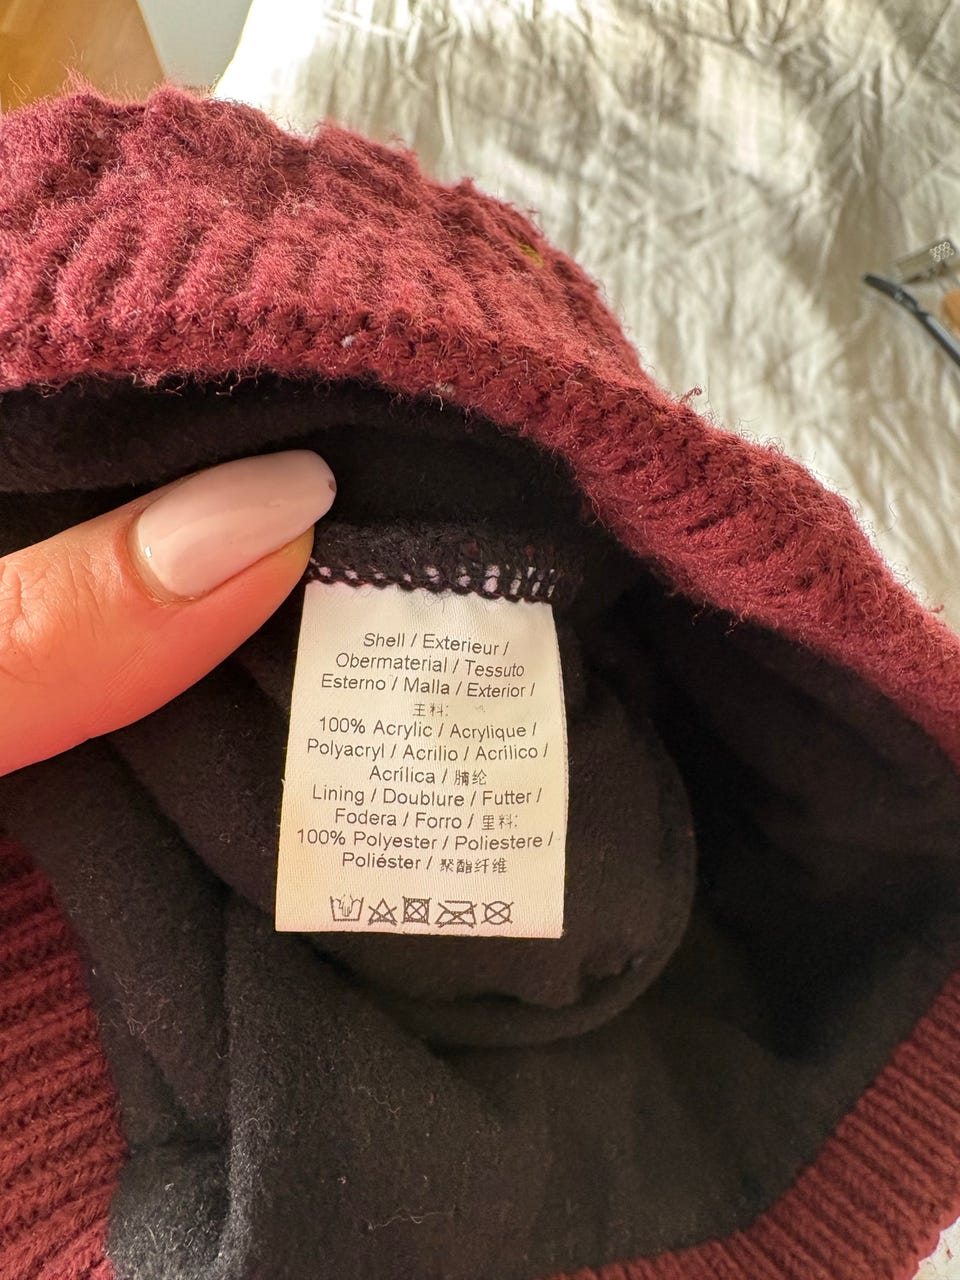 Shell / Exterieur /
Obermaterial / Tessuto
Esterno / Malla / Exterior /
主料:
100% Acrylic / Acrylique /
Polyacryl / Acrilio / Acrílico /
Acrílica / 腈纶
Lining / Doublure / Futter /
Fodera / Forro / 里料:
100% Polyester / Poliestere /
Poliéster / 聚酯纤维